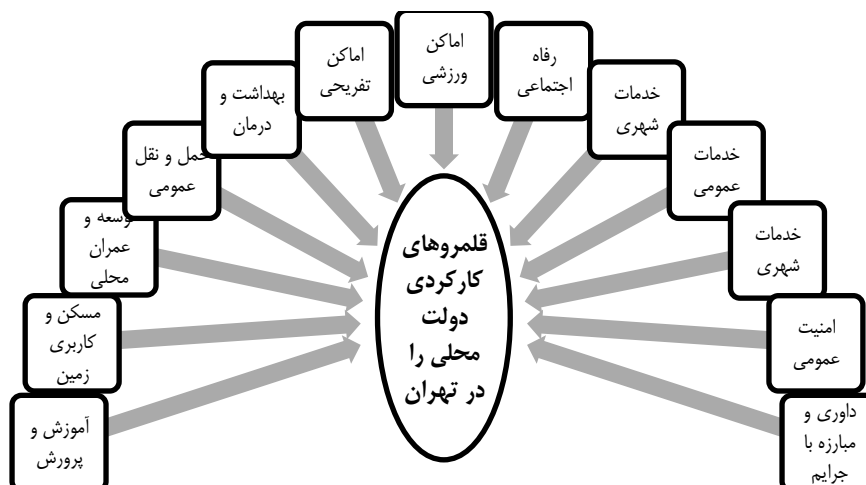 اماکن
ورزشی
رفاه
اجتماعی
خدمات
شهری
خدمات
عمومی
خدمات
شهری
امنیت
عمومی
داوری و
مبارزه با
جرایم
اماکن
تفریحی
بهداشت و
درمان
حمل و نقل
عمومی
توسعه و
عمران
محلی
مسکن و
کاربری
زمین
آموزش و
پرورش
قلمروهای
کارکردی
دولت
محلی را
در تهران